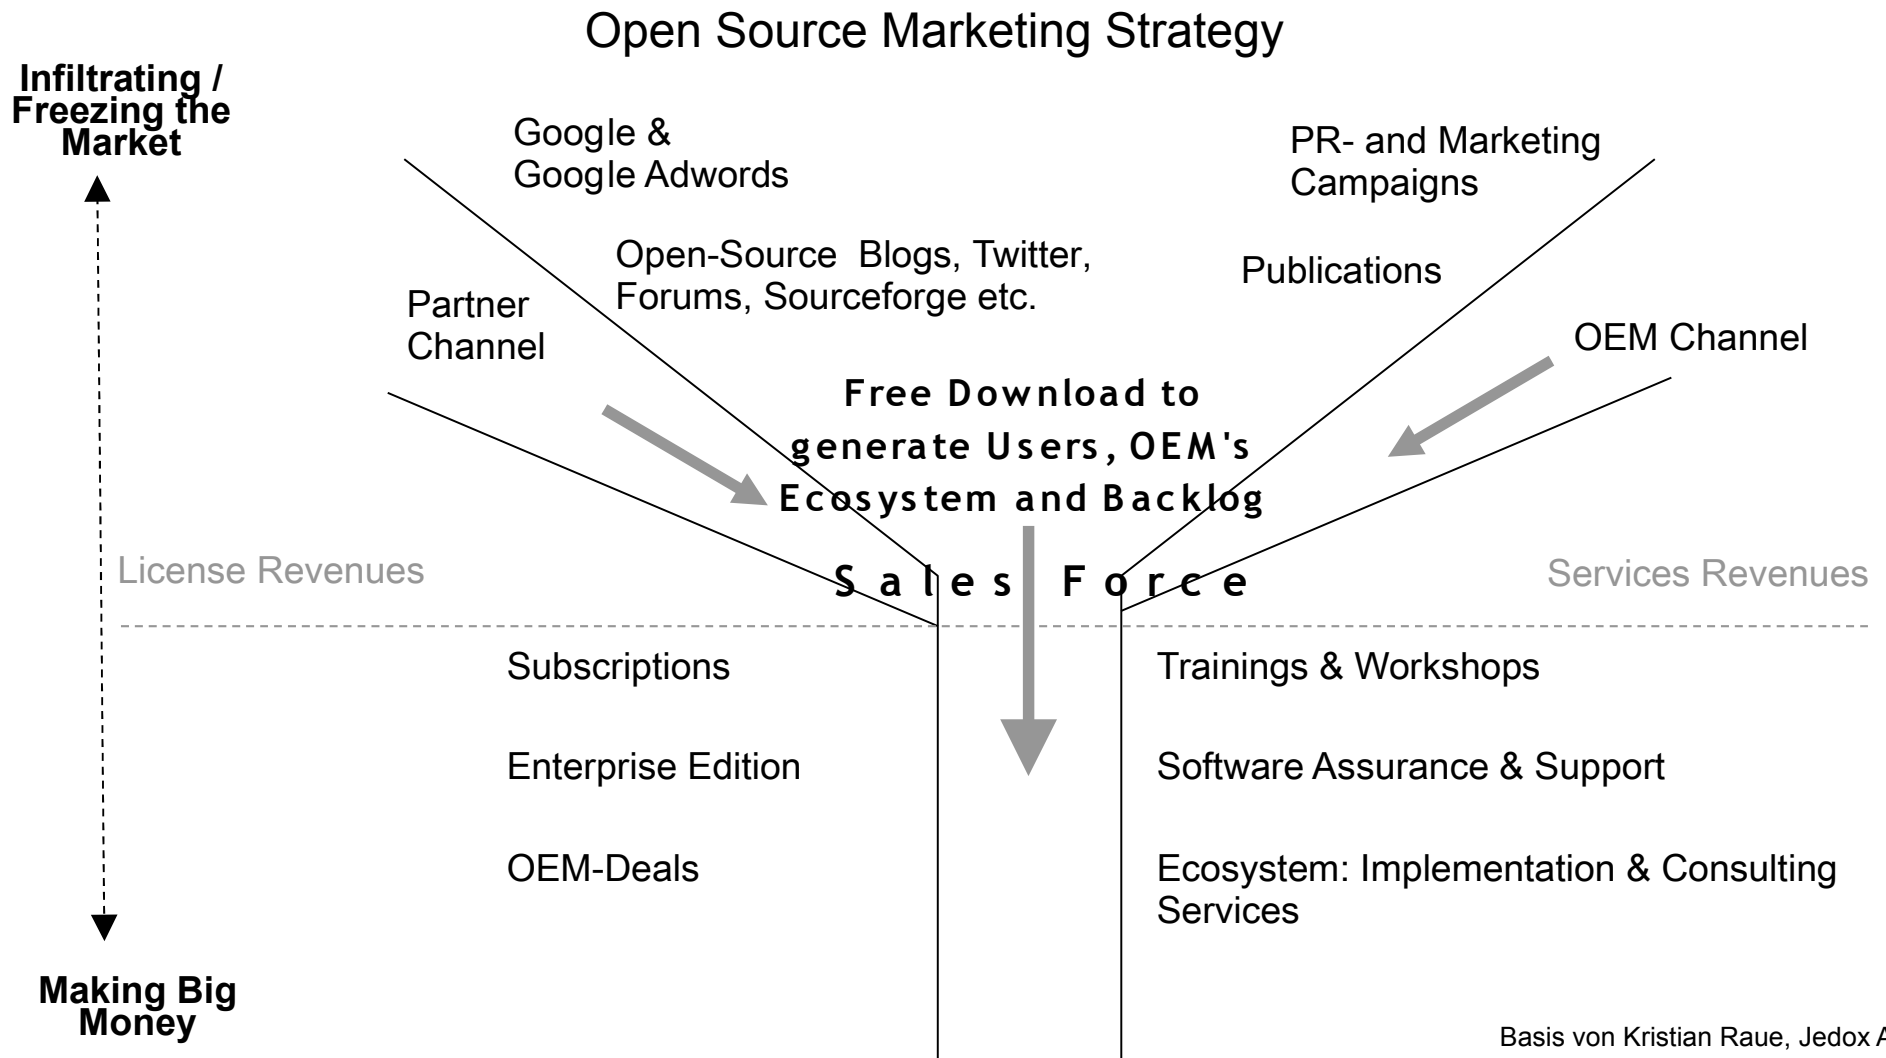 Open Source Marketing Strategy
Infiltrating /
Freezing the
Market
Google &
Google Adwords
PR- and Marketing
Campaigns
Open-Source Blogs, Twitter,
Forums, Sourceforge etc.
Publications
Partner
Channel
OEM Channel
Free Download to
generate Users, OEM's
Ecosystem and Backlog
License Revenues
Sales Force
Services Revenues
Subscriptions
Trainings & Workshops
Enterprise Edition
Software Assurance & Support
OEM-Deals
Ecosystem: Implementation & Consulting
Services
Making Big
Money
Basis von Kristian Raue, Jedox A